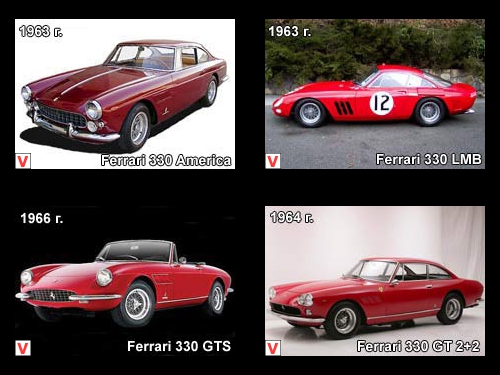 1963 г.
V
Ferrari 330 America
1963 г.
12
V
Ferrari 330 LMB
1966 г.
V
Ferrari 330 GTS
1964 г.
V
Ferrari 330 GT 2+2